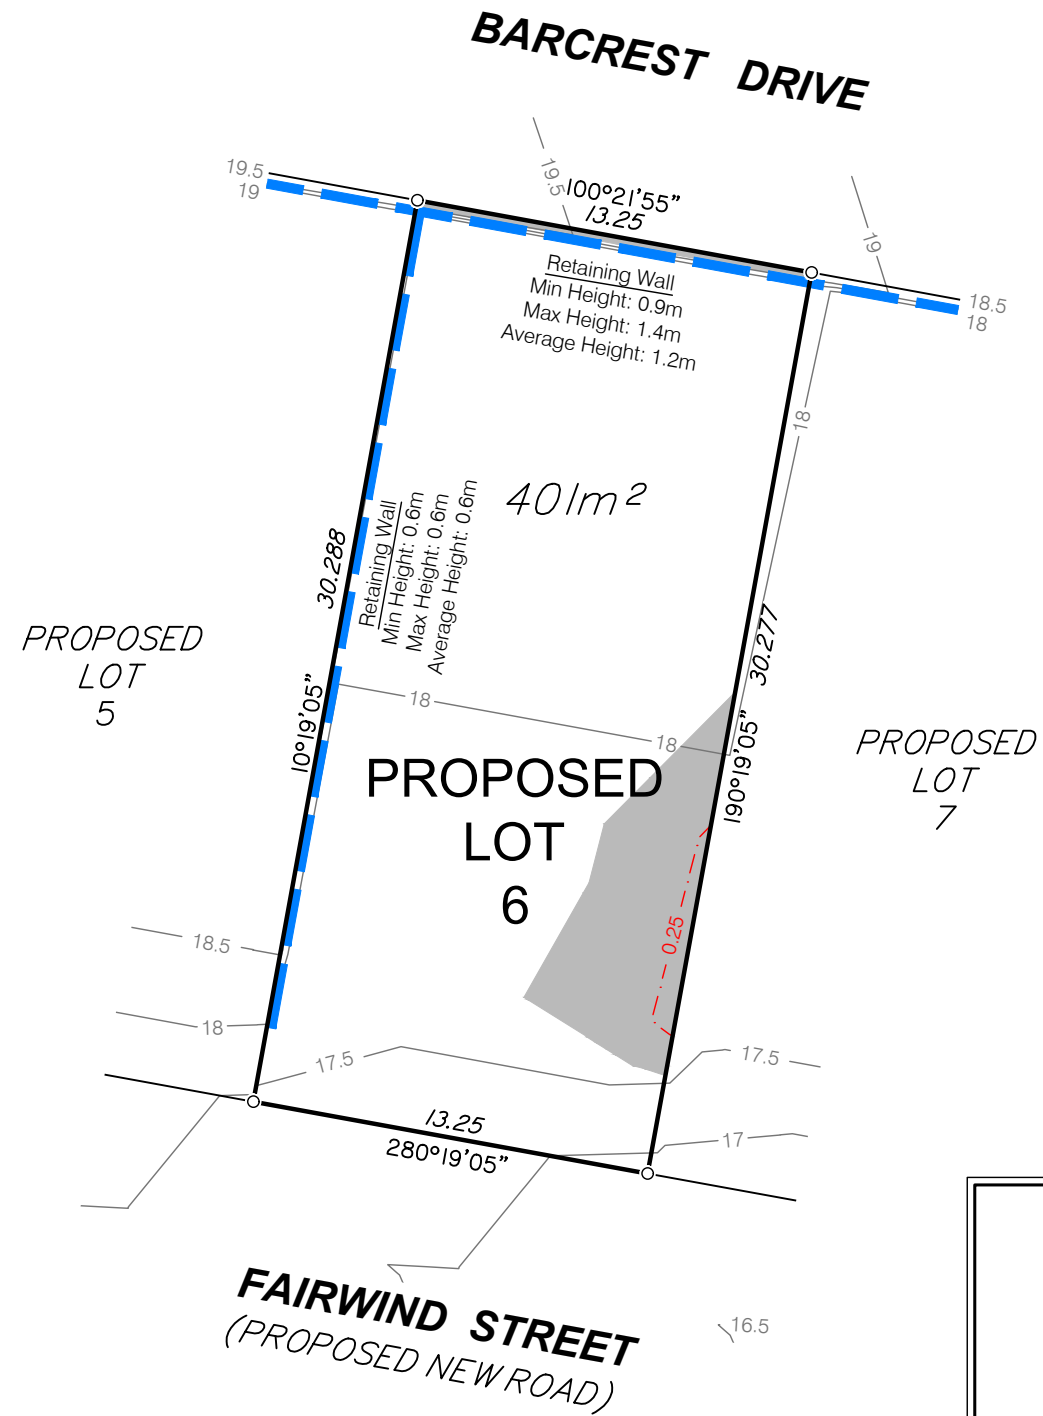 BARCREST DRIVE
19.5
19
19.5
100°21'55"
13.25
19
18.5
18
Retaining Wall
Min Height: 0.9m
Max Height: 1.4m
Average Height: 1.2m
18
401m²
30.288
Retaining Wall
Min Height: 0.6m
Max Height: 0.6m
Average Height: 0.6m
30.277
PROPOSED
LOT
5
10°19'05"
18
18
190°19'05"
PROPOSED
LOT
6
PROPOSED
LOT
7
0.25
18.5
18
17.5
17.5
13.25
280°19'05"
17
FAIRWIND STREET
(PROPOSED NEW ROAD)
16.5